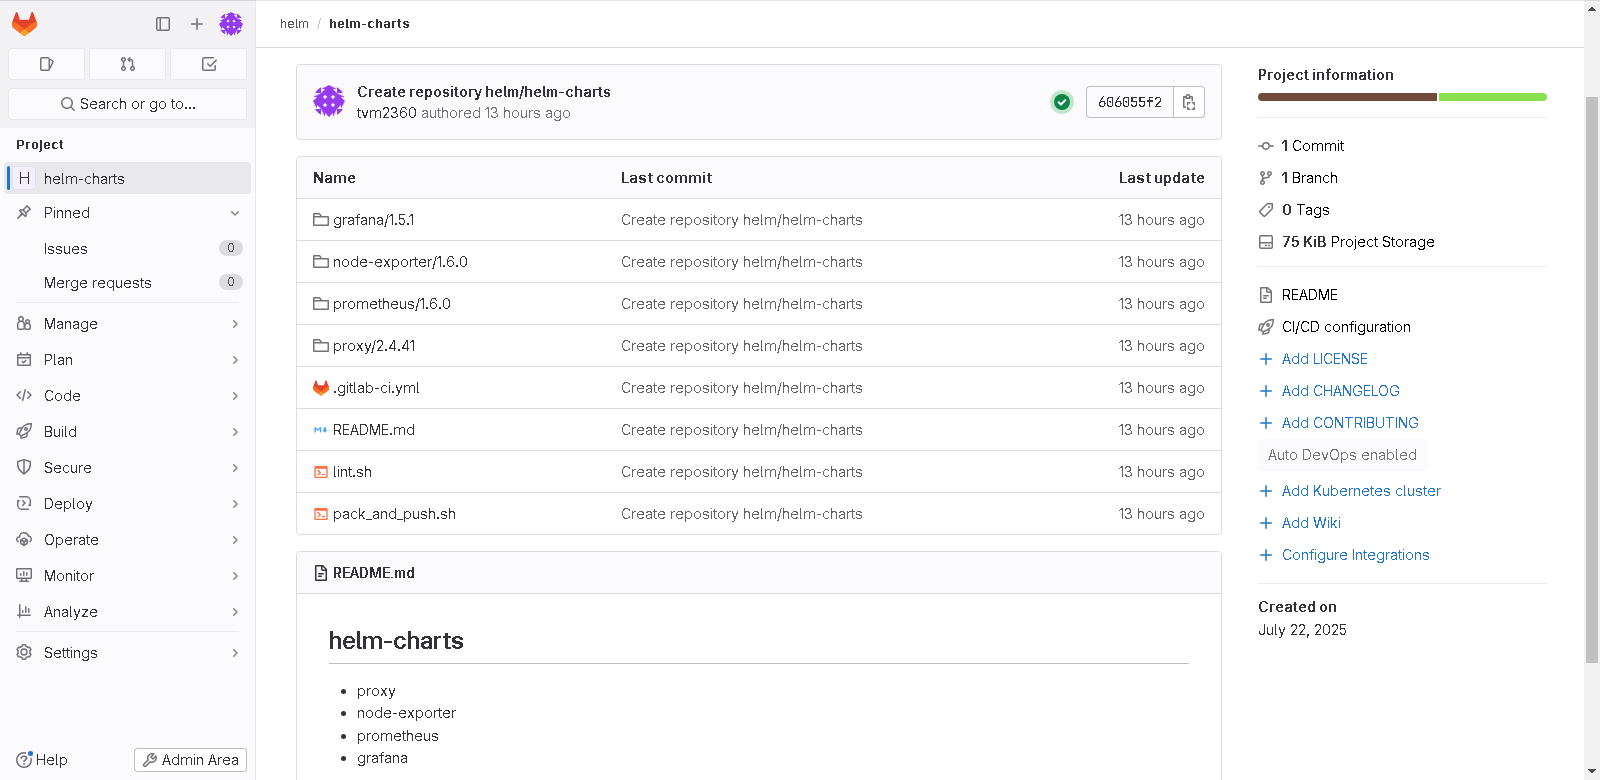 helm / helm-charts
Search or go to...
Project
H helm-charts
Pinned
Issues 0
Merge requests 0
Manage
Plan
Code
Build
Secure
Deploy
Operate
Monitor
Analyze
Settings
Help
Admin Area
Create repository helm/helm-charts
tvm2360 authored 13 hours ago
606055f2
Name Last commit Last update
grafana/1.5.1 Create repository helm/helm-charts 13 hours ago
node-exporter/1.6.0 Create repository helm/helm-charts 13 hours ago
prometheus/1.6.0 Create repository helm/helm-charts 13 hours ago
proxy/2.4.41 Create repository helm/helm-charts 13 hours ago
.gitlab-ci.yml Create repository helm/helm-charts 13 hours ago
README.md Create repository helm/helm-charts 13 hours ago
lint.sh Create repository helm/helm-charts 13 hours ago
pack_and_push.sh Create repository helm/helm-charts 13 hours ago
README.md
helm-charts
• proxy
• node-exporter
• prometheus
• grafana
Project information
1 Commit
1 Branch
0 Tags
75 KiB Project Storage
README
CI/CD configuration
+ Add LICENSE
+ Add CHANGELOG
+ Add CONTRIBUTING
Auto DevOps enabled
+ Add Kubernetes cluster
+ Add Wiki
+ Configure Integrations
Created on
July 22, 2025